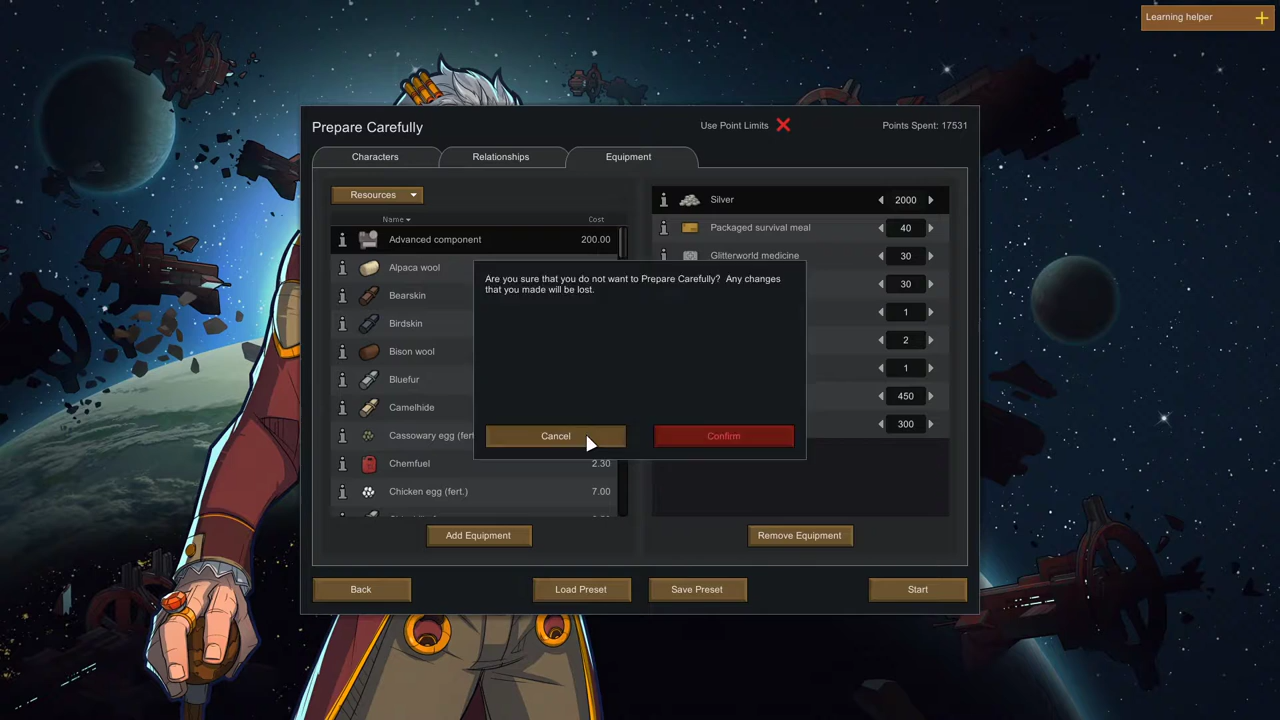 Learning helper
Prepare Carefully
Use Point Limits
Points Spent: 17531
Characters
Relationships
Equipment
Resources
Name
Cost
Advanced component 200.00
Alpaca wool
Bearskin
Birdskin
Bison wool
Bluefur
Camelhide
Cassowary egg (fert
Chemfuel 2.30
Chicken egg (fert.) 7.00
Silver 2000
Packaged survival meal 40
Glitterworld medicine 30
30
1
2
1
450
300
Are you sure that you do not want to Prepare Carefully? Any changes
that you made will be lost.
Cancel
Confirm
Add Equipment
Remove Equipment
Back
Load Preset
Save Preset
Start